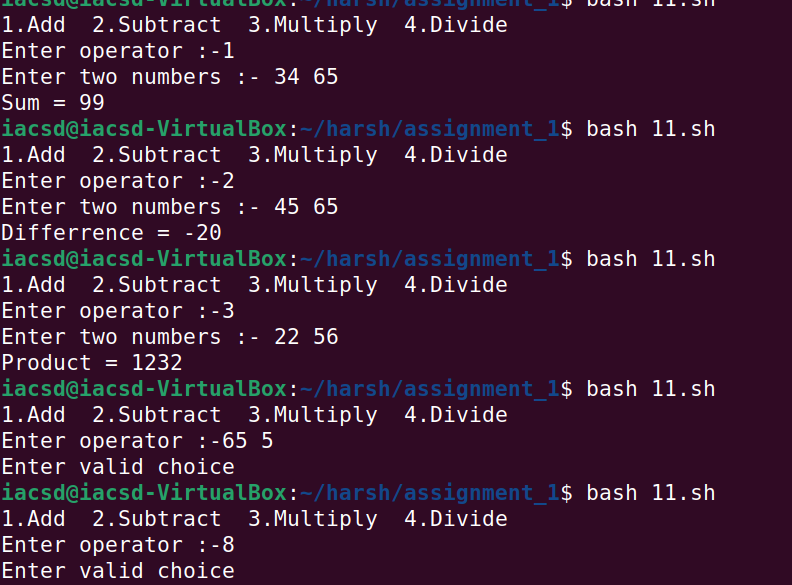 iacsd@iacsd-VirtualBox:~/harsh/assignment_1$ bash 11.sh
1.Add  2.Subtract  3.Multiply  4.Divide
Enter operator :-1
Enter two numbers :- 34 65
Sum = 99
iacsd@iacsd-VirtualBox:~/harsh/assignment_1$ bash 11.sh
1.Add  2.Subtract  3.Multiply  4.Divide
Enter operator :-2
Enter two numbers :- 45 65
Differrence = -20
iacsd@iacsd-VirtualBox:~/harsh/assignment_1$ bash 11.sh
1.Add  2.Subtract  3.Multiply  4.Divide
Enter operator :-3
Enter two numbers :- 22 56
Product = 1232
iacsd@iacsd-VirtualBox:~/harsh/assignment_1$ bash 11.sh
1.Add  2.Subtract  3.Multiply  4.Divide
Enter operator :-65 5
Enter valid choice
iacsd@iacsd-VirtualBox:~/harsh/assignment_1$ bash 11.sh
1.Add  2.Subtract  3.Multiply  4.Divide
Enter operator :-8
Enter valid choice